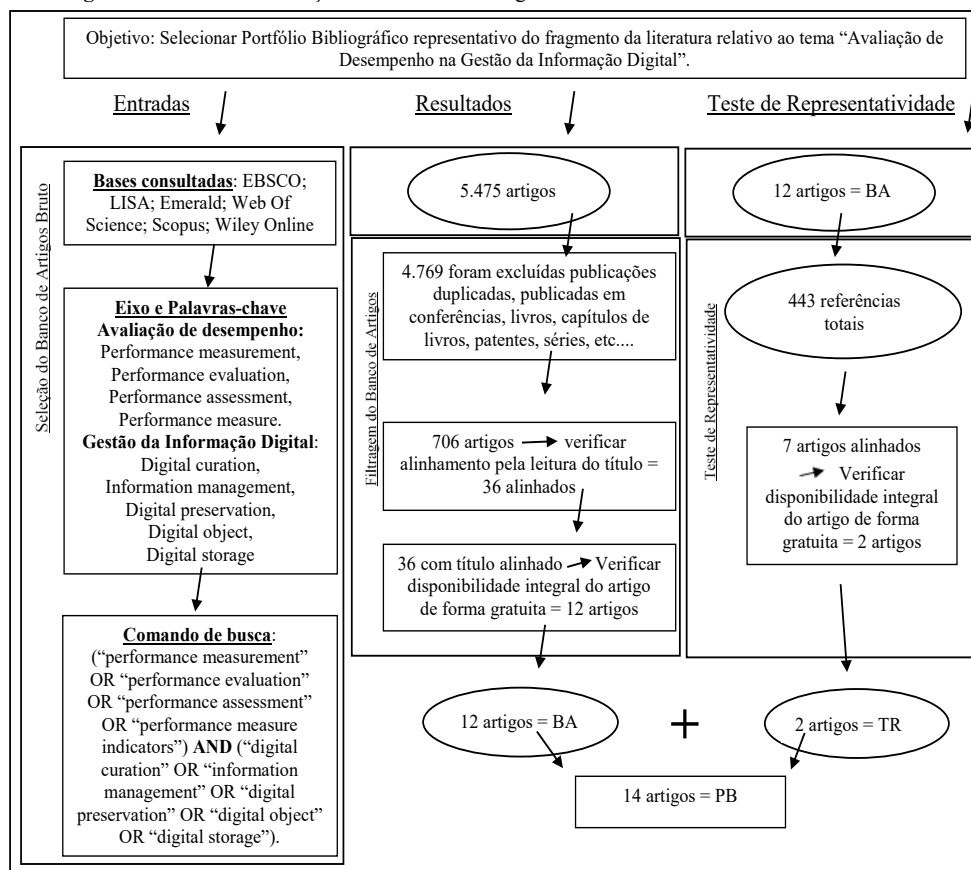 Objetivo: Selecionar Portfólio Bibliográfico representativo do fragmento da literatura relativo ao tema “Avaliação de
Desempenho na Gestão da Informação Digital”.
Entradas
Resultados
Teste de Representatividade
Seleção do Banco de Artigos Bruto
Bases consultadas: EBSCO;
LISA; Emerald; Web Of
Science; Scopus; Wiley Online
Eixo e Palavras-chave
Avaliação de desempenho:
Performance measurement,
Performance evaluation,
Performance assessment,
Performance measure.
Gestão da Informação Digital:
Digital curation,
Information management,
Digital preservation,
Digital object,
Digital storage
Comando de busca:
(“performance measurement”
OR “performance evaluation”
OR “performance assessment”
OR “performance measure
indicators”) AND (“digital
curation” OR “information
management” OR “digital
preservation” OR “digital object”
OR “digital storage”).
5.475 artigos
Filtragem do Banco de Artigos
4.769 foram excluídas publicações
duplicadas, publicadas em
conferências, livros, capítulos de
livros, patentes, séries, etc....
706 artigos verificar
alinhamento pela leitura do título =
36 alinhados
36 com título alinhado Verificar
disponibilidade integral do artigo
de forma gratuita = 12 artigos
12 artigos = BA
Teste de Representatividade
443 referências
totais
7 artigos alinhados
Verificar
disponibilidade integral
do artigo de forma
gratuita = 2 artigos
12 artigos = BA
+
2 artigos = TR
14 artigos = PB